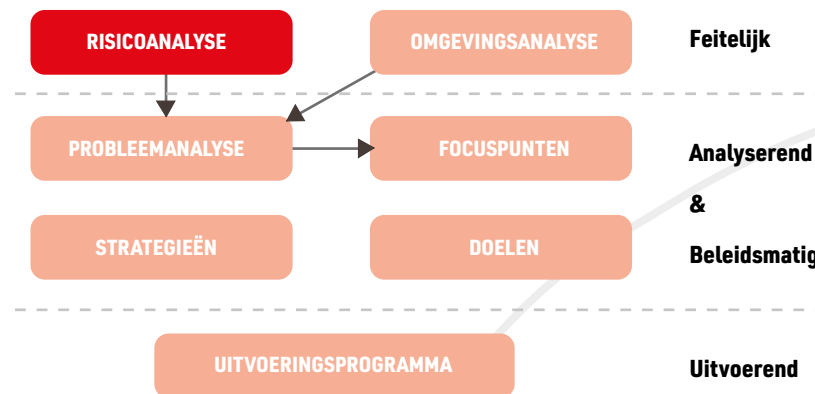 RISICOANALYSE
OMGEVINGSANALYSE
Feitelijk
PROBLEEMANALYSE
FOCUSPUNTEN
Analyserend
&
Beleidsmatig
STRATEGIEËN
DOELEN
UITVOERINGSPROGRAMMA
Uitvoerend